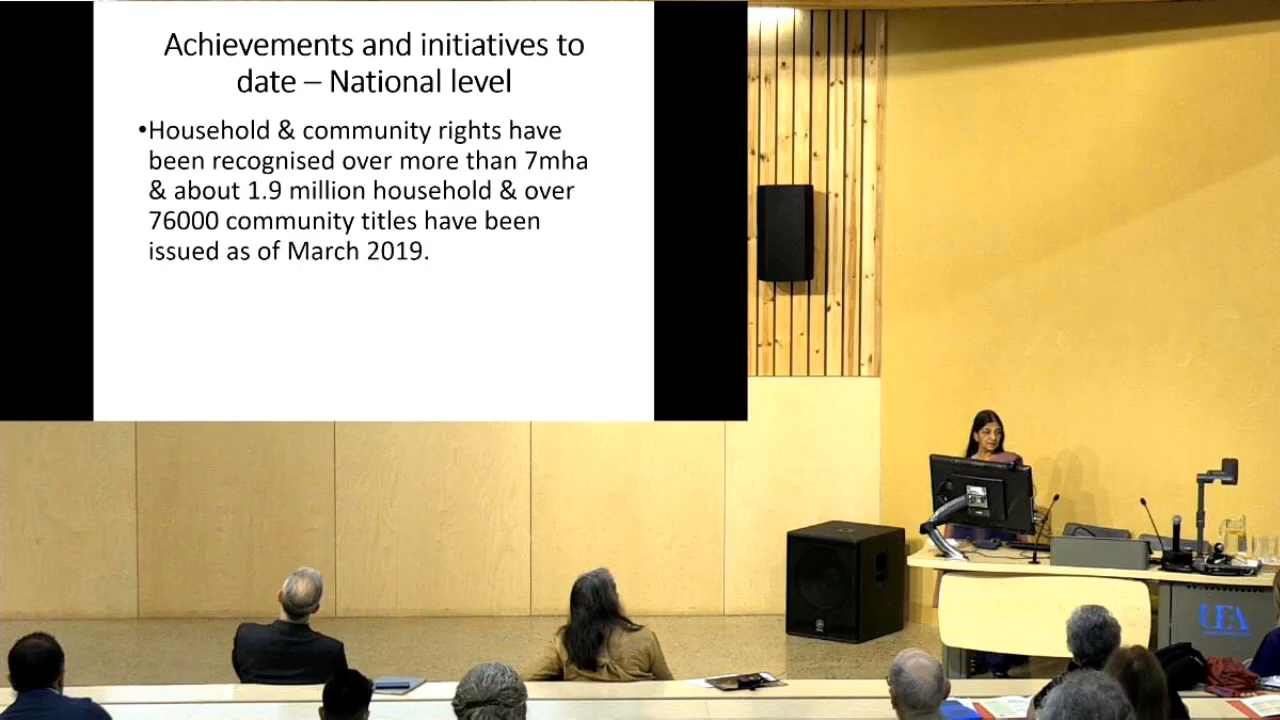 Achievements and initiatives to
date – National level
•Household & community rights have
been recognised over more than 7mha
& about 1.9 million household & over
76000 community titles have been
issued as of March 2019.
UEA